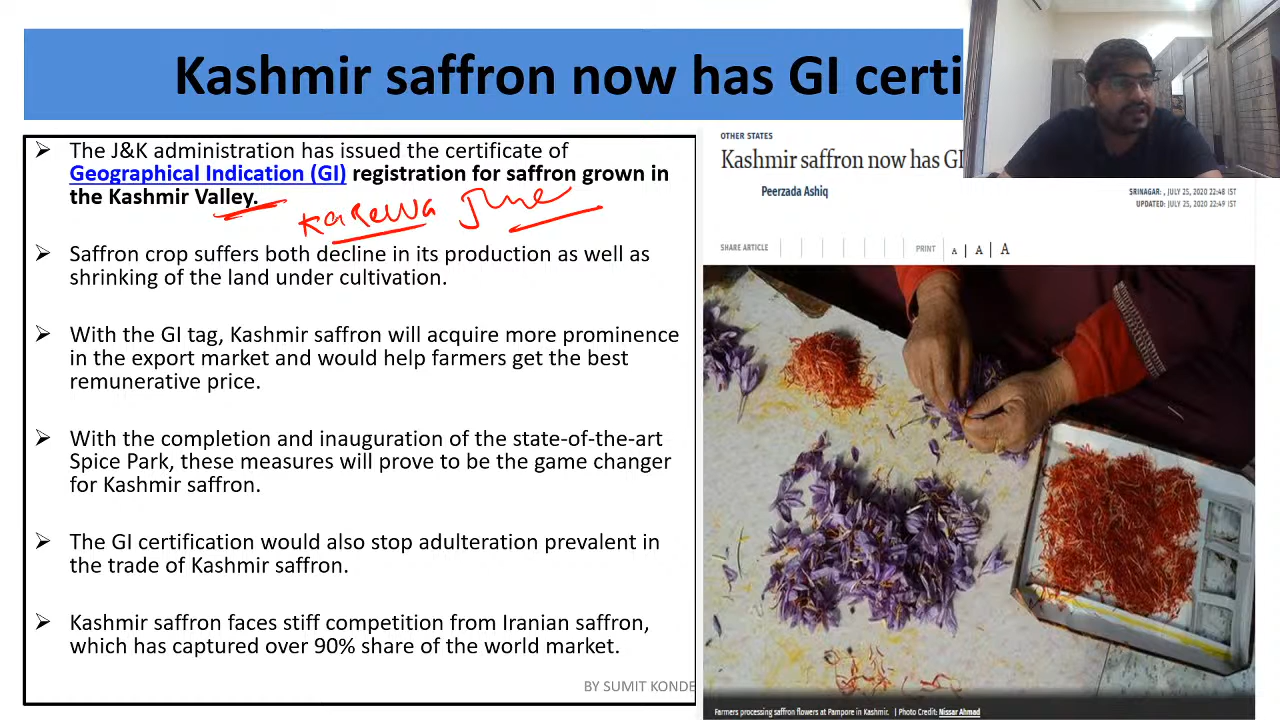 Kashmir saffron now has GI certi
➢ The J&K administration has issued the certificate of
Geographical Indication (GI) registration for saffron grown in
the Kashmir Valley.
Karewa June
➢ Saffron crop suffers both decline in its production as well as
shrinking of the land under cultivation.
➢ With the GI tag, Kashmir saffron will acquire more prominence
in the export market and would help farmers get the best
remunerative price.
➢ With the completion and inauguration of the state-of-the-art
Spice Park, these measures will prove to be the game changer
for Kashmir saffron.
➢ The GI certification would also stop adulteration prevalent in
the trade of Kashmir saffron.
➢ Kashmir saffron faces stiff competition from Iranian saffron,
which has captured over 90% share of the world market.
BY SUMIT KONDE
OTHER STATES
Kashmir saffron now has GI
Peerzada Ashiq
SRINAGAR: , JULY 25, 2020 22:48 IST
UPDATED: JULY 25, 2020 22:49 IST
SHARE ARTICLE PRINT A | A | A
Farmers processing saffron flowers at Pampore in Kashmir. | Photo Credit: Nissar Ahmad